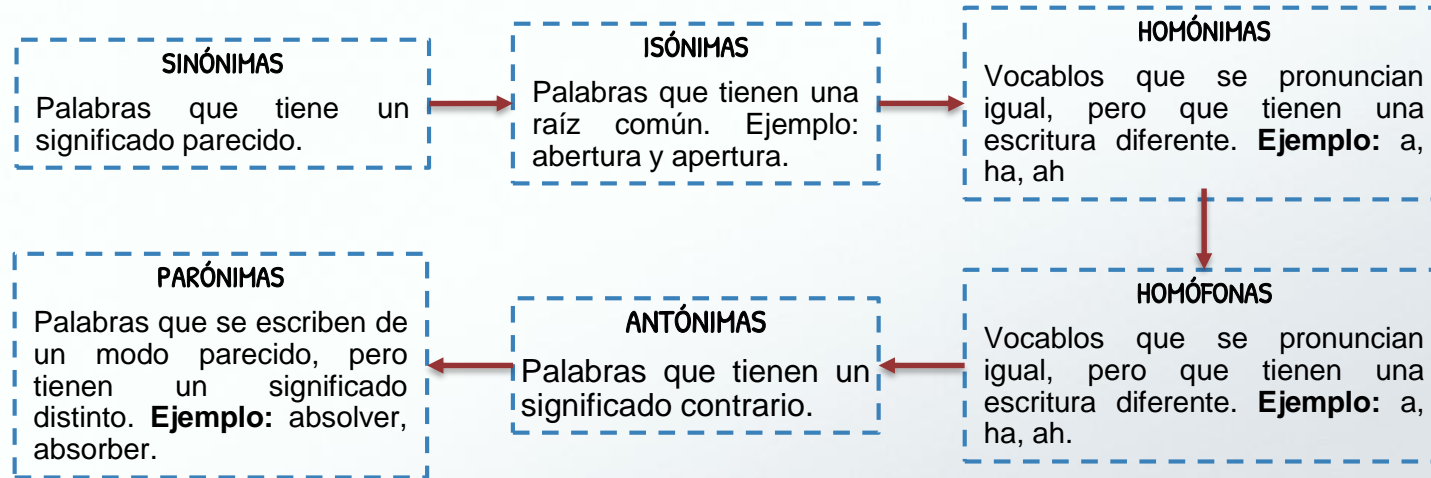 SINÓNIMAS
Palabras que tiene un
significado parecido.
ISÓNIMAS
Palabras que tienen una
raíz común. Ejemplo:
abertura y apertura.
HOMÓNIMAS
Vocablos que se pronuncian
igual, pero que tienen una
escritura diferente. Ejemplo: a,
ha, ah
HOMÓFONAS
Vocablos que se pronuncian
igual, pero que tienen una
escritura diferente. Ejemplo: a,
ha, ah.
ANTÓNIMAS
Palabras que tienen un
significado contrario.
PARÓNIMAS
Palabras que se escriben de
un modo parecido, pero
tienen un significado
distinto. Ejemplo: absolver,
absorber.